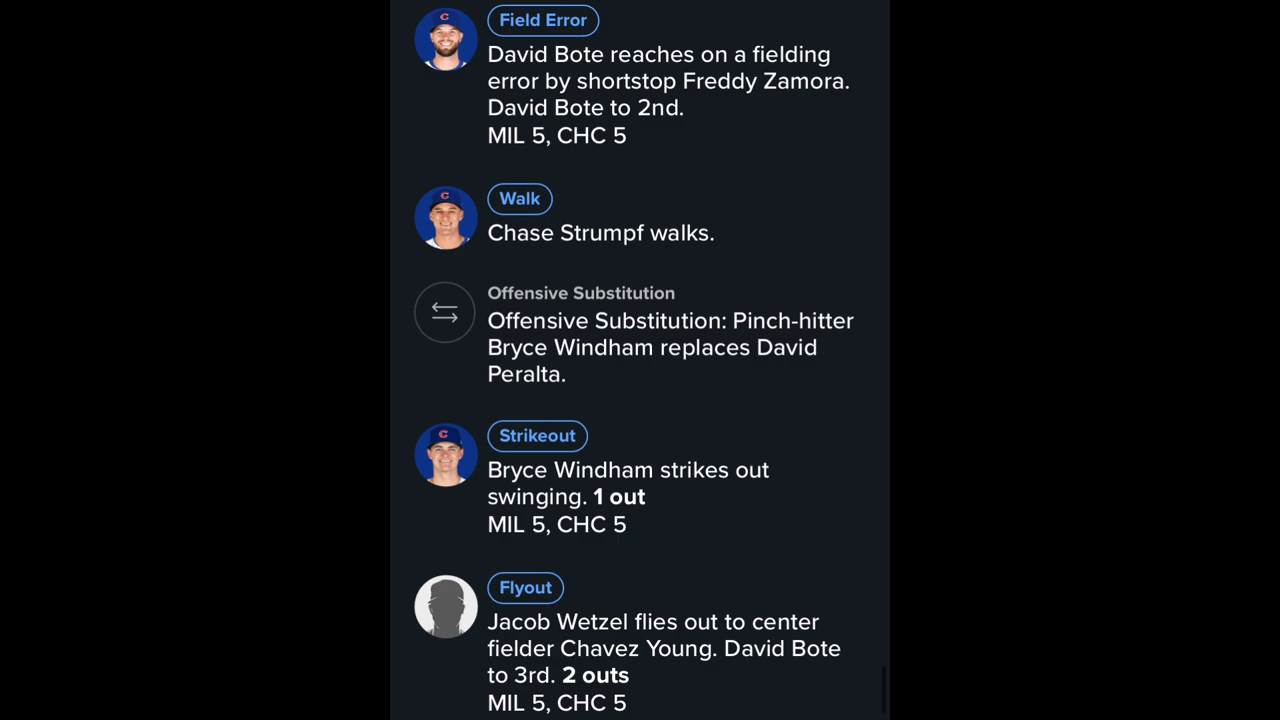 Field Error
David Bote reaches on a fielding
error by shortstop Freddy Zamora.
David Bote to 2nd.
MIL 5, CHC 5
Walk
Chase Strumpf walks.
Offensive Substitution
Offensive Substitution: Pinch-hitter
Bryce Windham replaces David
Peralta.
Strikeout
Bryce Windham strikes out
swinging. 1 out
MIL 5, CHC 5
Flyout
Jacob Wetzel flies out to center
fielder Chavez Young. David Bote
to 3rd. 2 outs
MIL 5, CHC 5